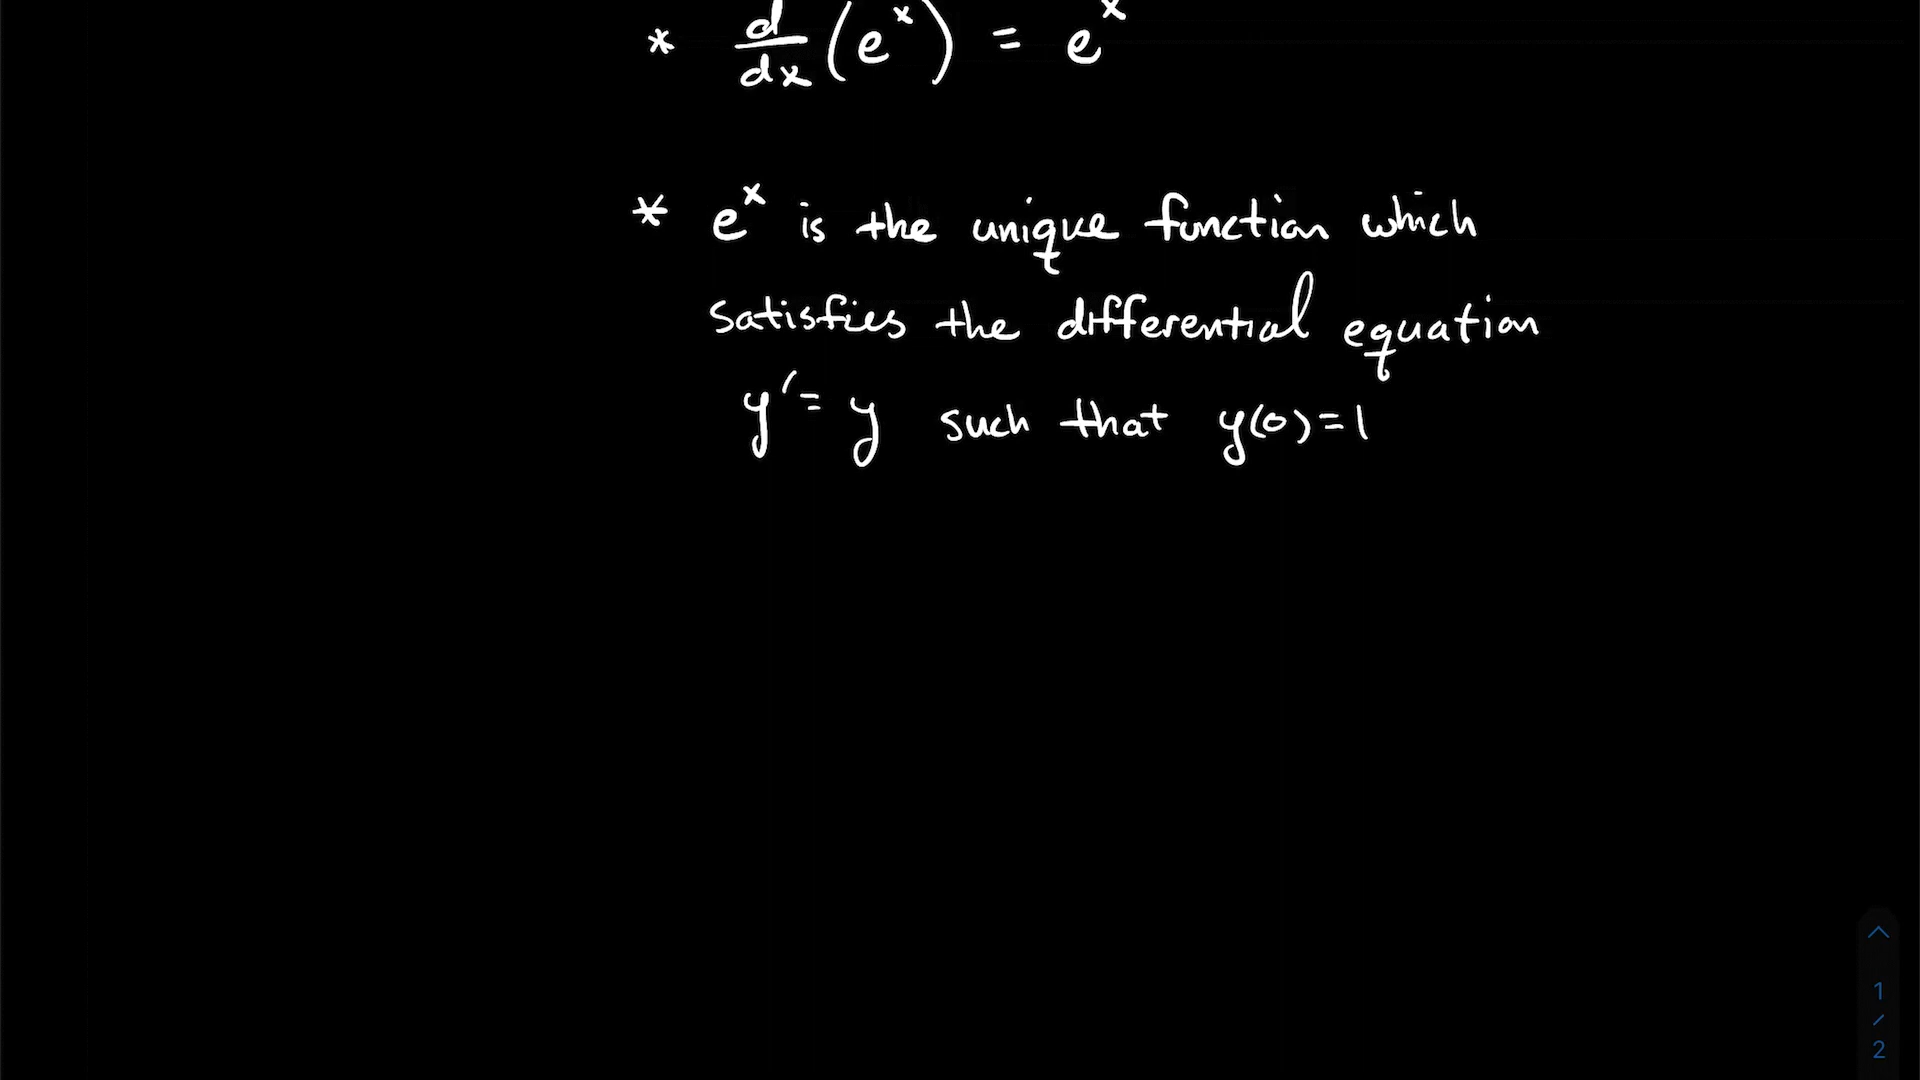 * d/dx (e^x) = e^x
* e^x is the unique function which
satisfies the differential equation
y' = y such that y(0) = 1
1
/
2